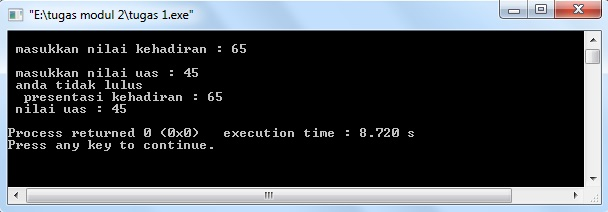 "E:\tugas modul 2\tugas 1.exe"
masukkan nilai kehadiran : 65
masukkan nilai uas : 45
anda tidak lulus
presentasi kehadiran : 65
nilai uas : 45
Process returned 0 (0x0)   execution time : 8.720 s
Press any key to continue.